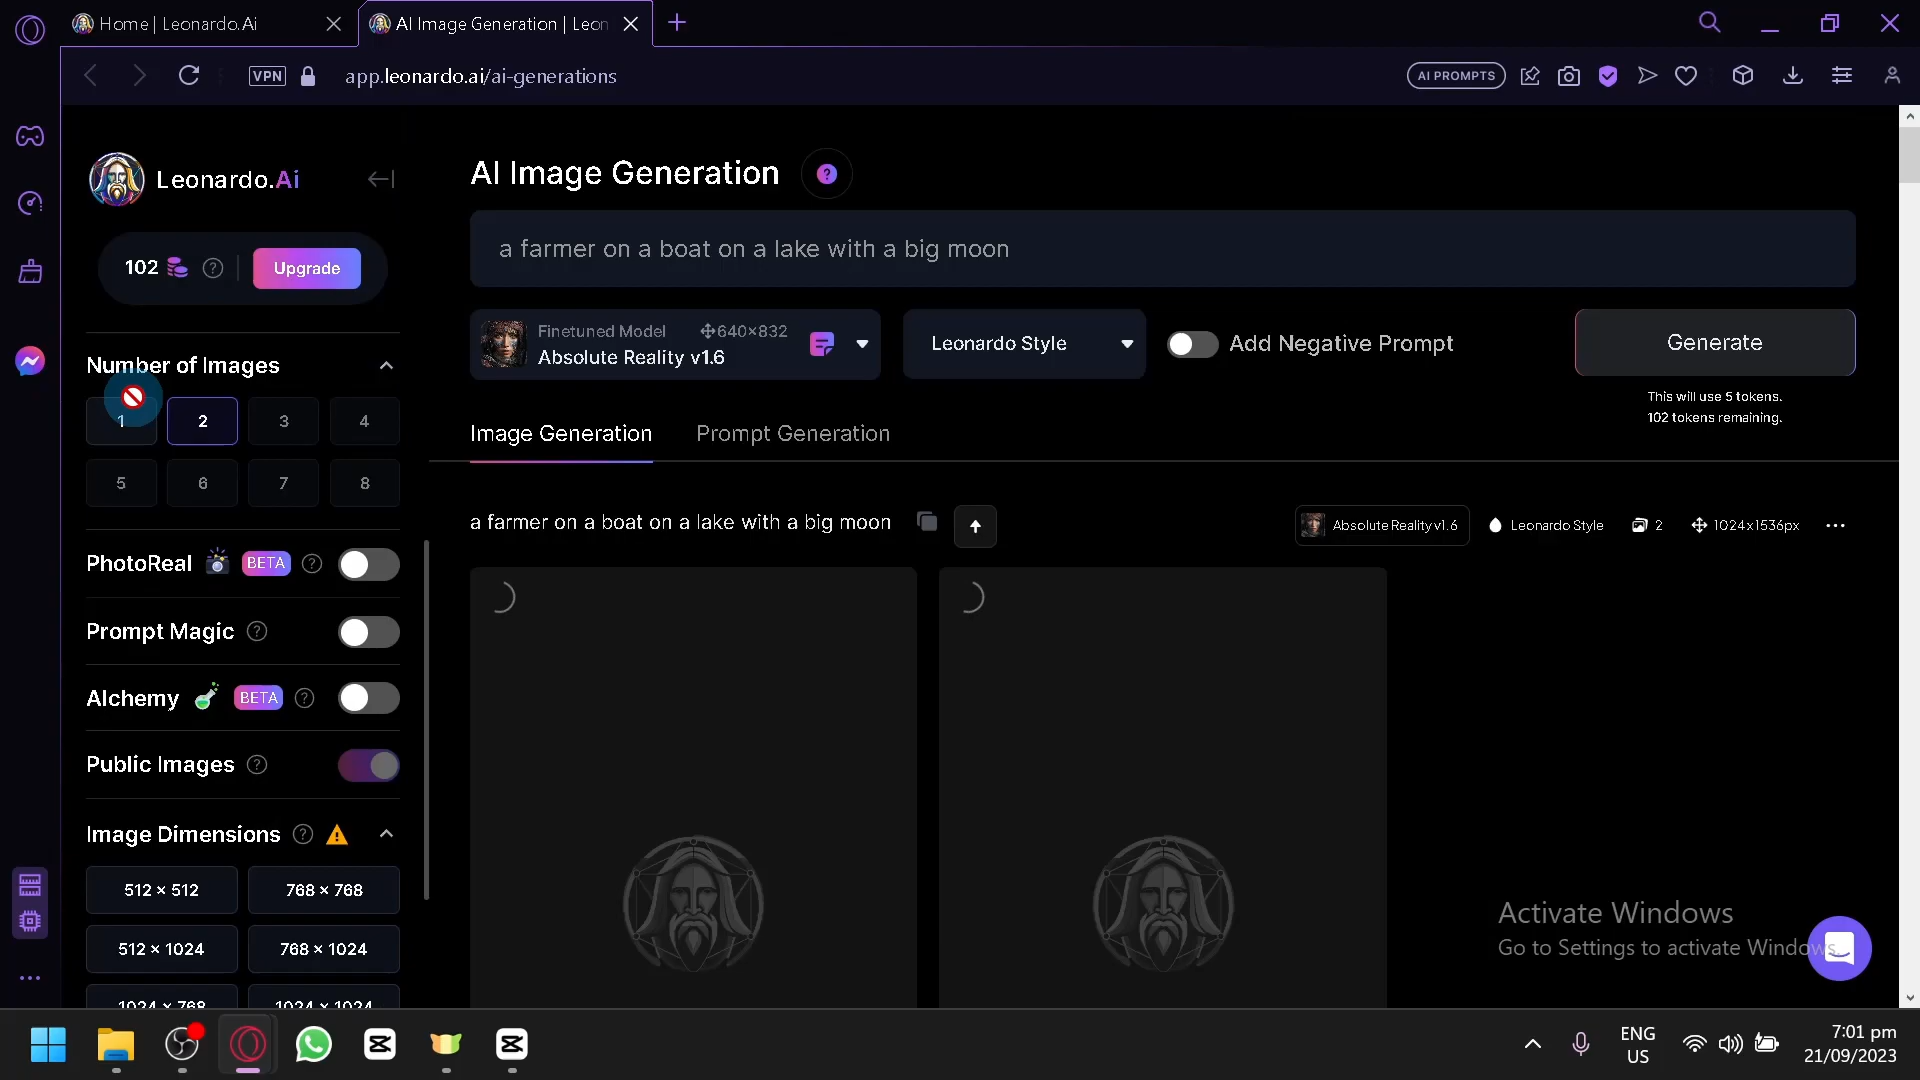 Home | Leonardo.Ai
AI Image Generation | Leon
VPN
app.leonardo.ai/ai-generations
AI PROMPTS
Leonardo.Ai
102
Upgrade
Number of Images
1 2 3 4
5 6 7 8
PhotoReal BETA
Prompt Magic
Alchemy BETA
Public Images
Image Dimensions
512 × 512 768 × 768
512 × 1024 768 × 1024
1024 × 768 1024 × 1024
AI Image Generation
a farmer on a boat on a lake with a big moon
Finetuned Model 640×832
Absolute Reality v1.6
Leonardo Style
Add Negative Prompt
Generate
This will use 5 tokens.
102 tokens remaining.
Image Generation Prompt Generation
a farmer on a boat on a lake with a big moon
Absolute Reality v1.6 Leonardo Style 2 1024x1536px
Activate Windows
Go to Settings to activate Windows.
ENG
US
7:01 pm
21/09/2023